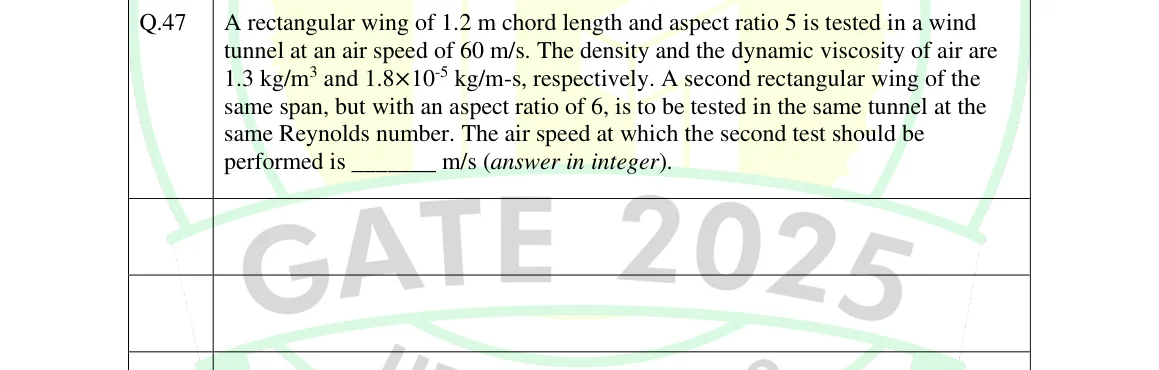 Q.47 A rectangular wing of 1.2 m chord length and aspect ratio 5 is tested in a wind
tunnel at an air speed of 60 m/s. The density and the dynamic viscosity of air are
1.3 kg/m³ and 1.8×10⁻⁵ kg/m-s, respectively. A second rectangular wing of the
same span, but with an aspect ratio of 6, is to be tested in the same tunnel at the
same Reynolds number. The air speed at which the second test should be
performed is _______ m/s (answer in integer).
GATE 2025